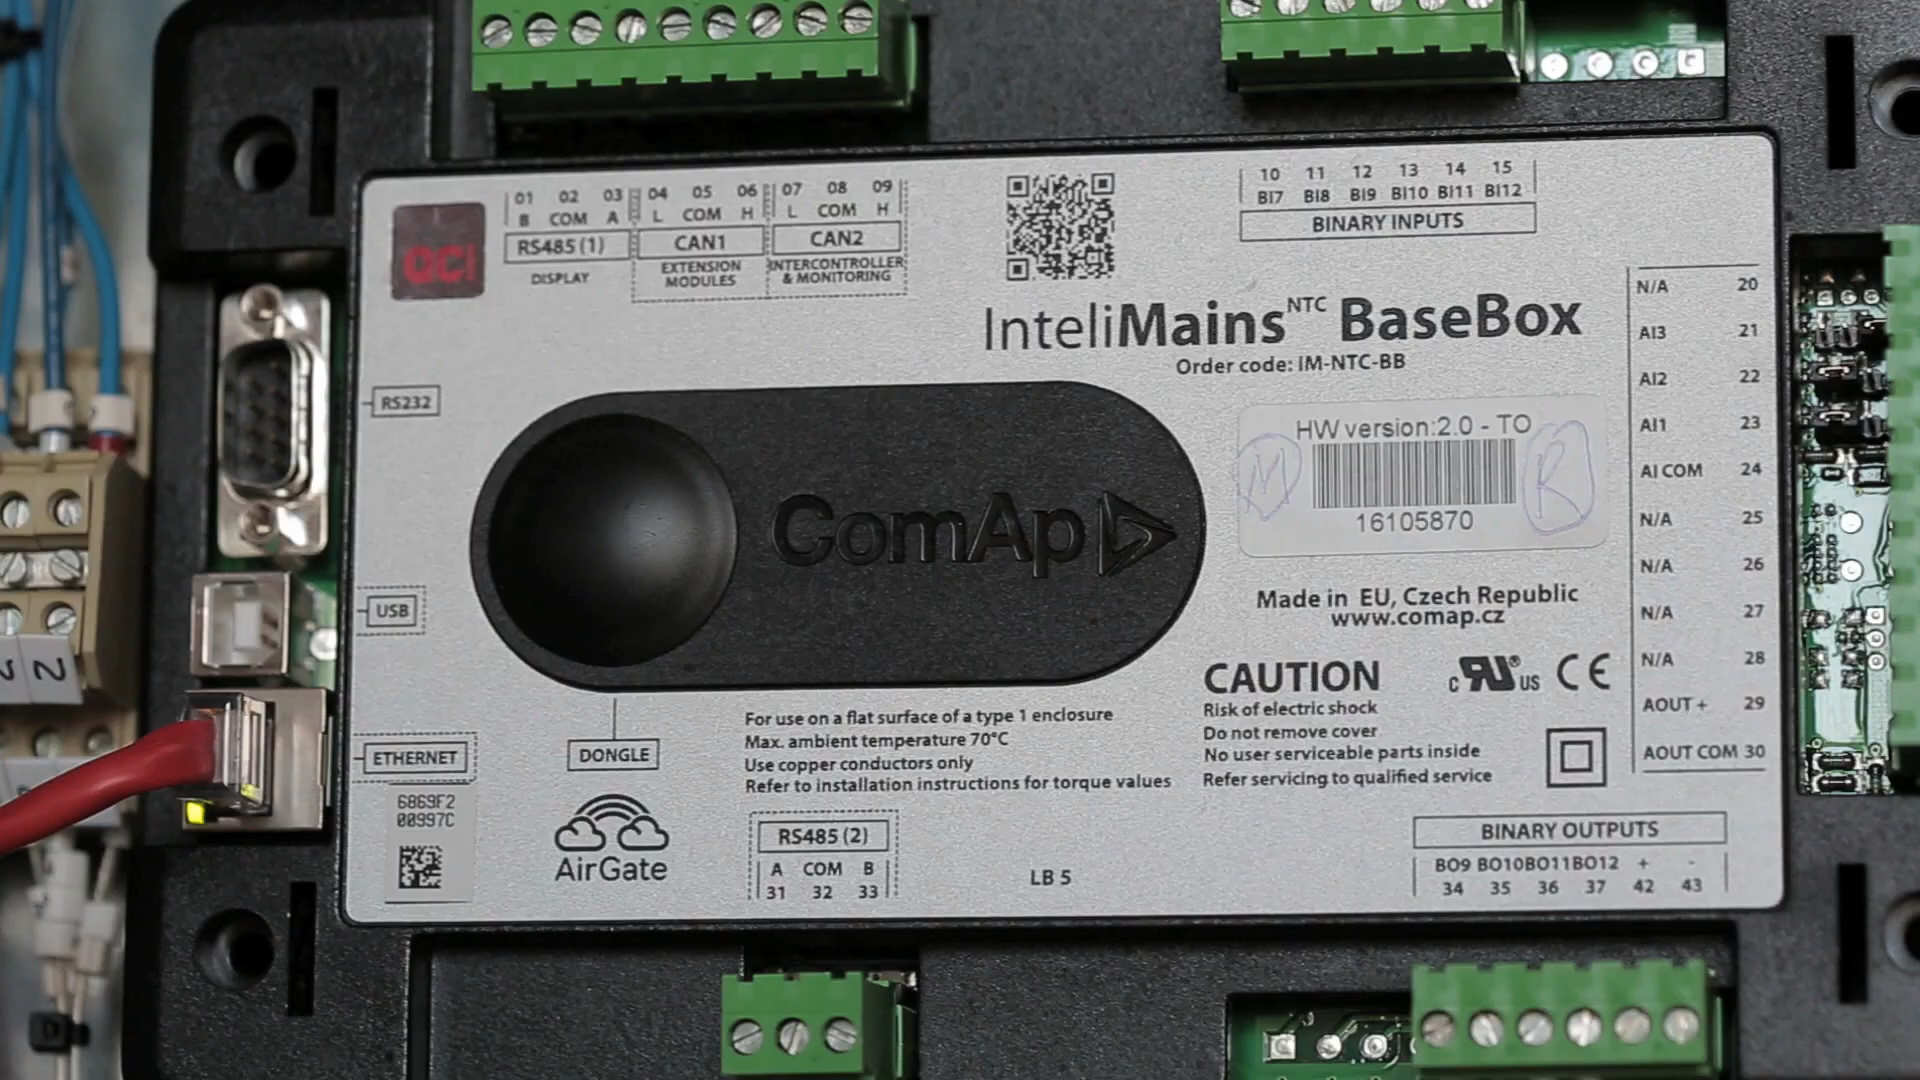 01 02 03 04 05 06 07 08 09
B COM A L COM H L COM H
RS485 (1) CAN1 CAN2
DISPLAY
EXTENSION
MODULES
INTERCONTROLLER
& MONITORING
QC
10 11 12 13 14 15
BI7 BI8 BI9 BI10 BI11 BI12
BINARY INPUTS
InteliMains NTC BaseBox
Order code: IM-NTC-BB
RS232
HW version:2.0 - TO
M
R
16105870
ComAp
N/A 20
AI3 21
AI2 22
AI1 23
AI COM 24
N/A 25
N/A 26
N/A 27
N/A 28
AOUT + 29
AOUT COM 30
USB
Made in EU, Czech Republic
www.comap.cz
CAUTION
Risk of electric shock
Do not remove cover
No user serviceable parts inside
Refer servicing to qualified service
c RU ® US CE
ETHERNET
DONGLE
For use on a flat surface of a type 1 enclosure
Max. ambient temperature 70°C
Use copper conductors only
Refer to installation instructions for torque values
6869F2
00997C
AirGate
RS485 (2)
A COM B
31 32 33
LB 5
BINARY OUTPUTS
BO9 BO10 BO11 BO12 + -
34 35 36 37 42 43
2